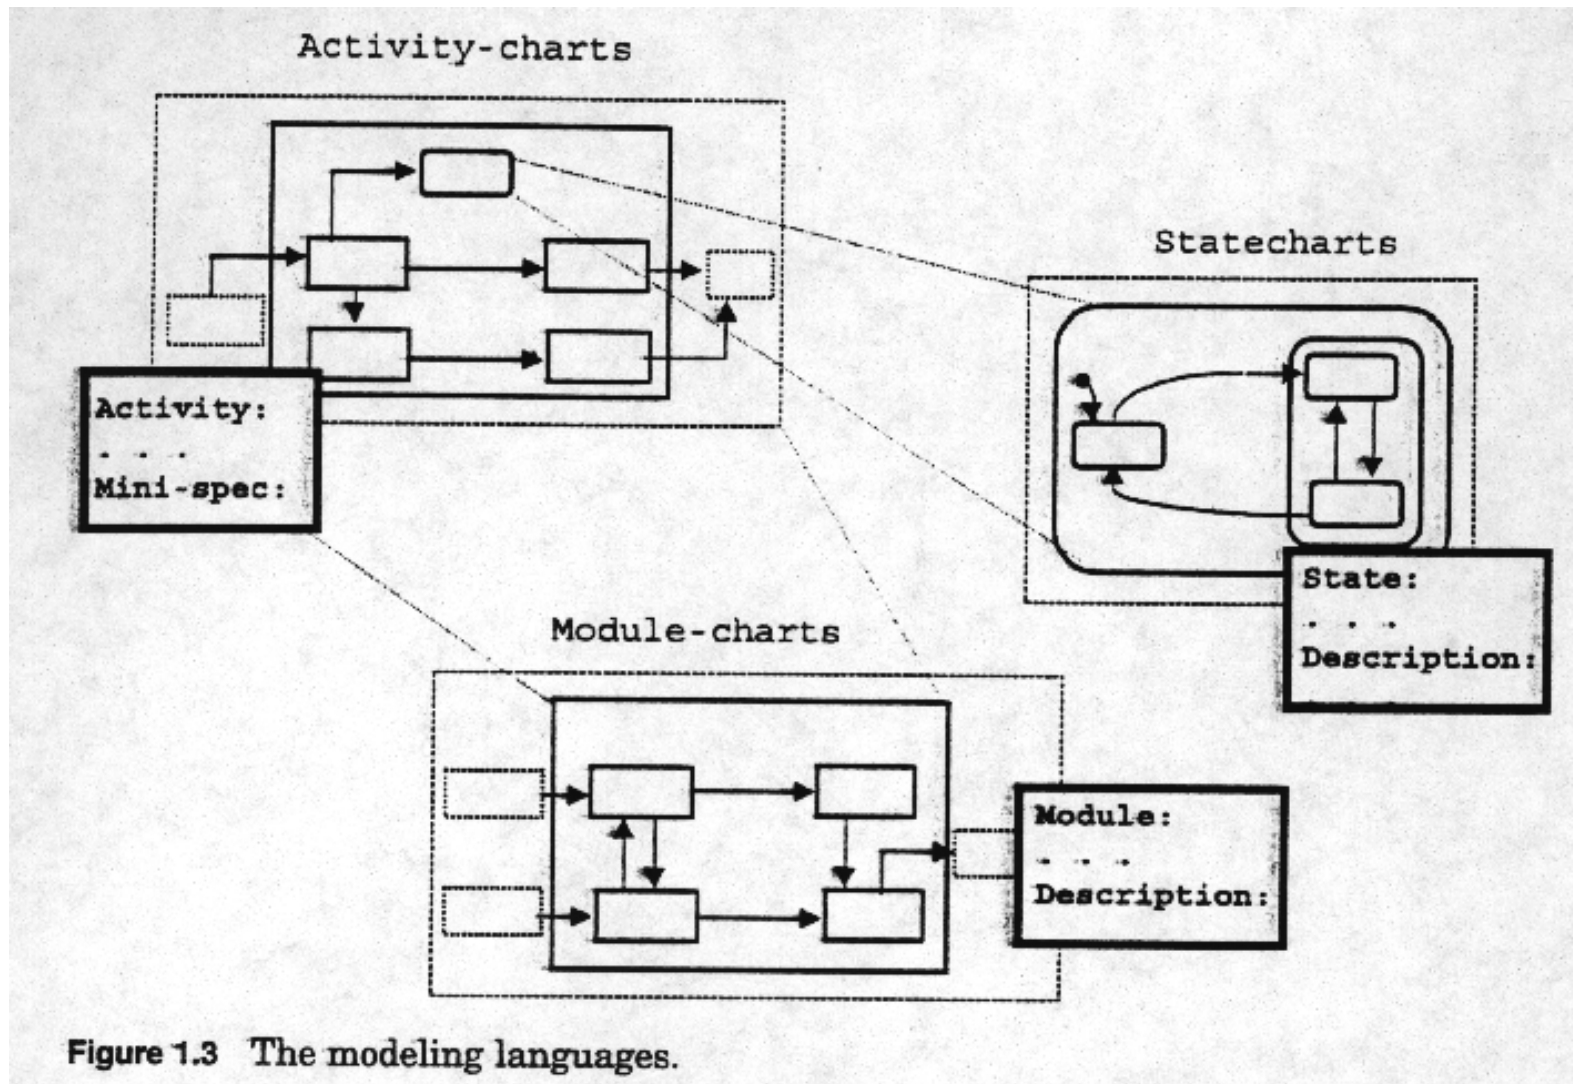 Activity-charts
Activity:
. . .
Mini-spec:
Statecharts
State:
. . .
Description:
Module-charts
Module:
. . .
Description:
Figure 1.3 The modeling languages.